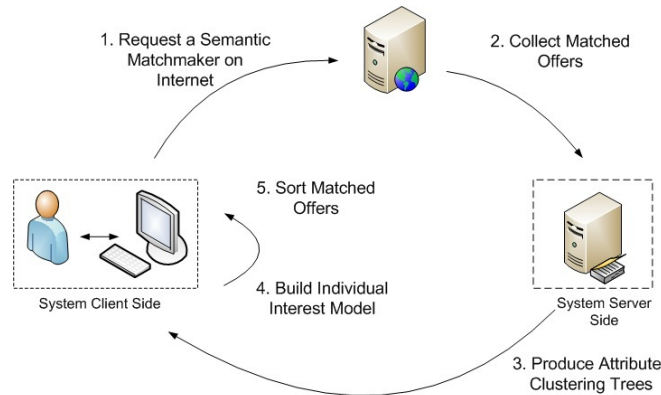 1. Request a Semantic
Matchmaker on
Internet
2. Collect Matched
Offers
5. Sort Matched
Offers
4. Build Individual
Interest Model
System Client Side
System Server
Side
3. Produce Attribute
Clustering Trees